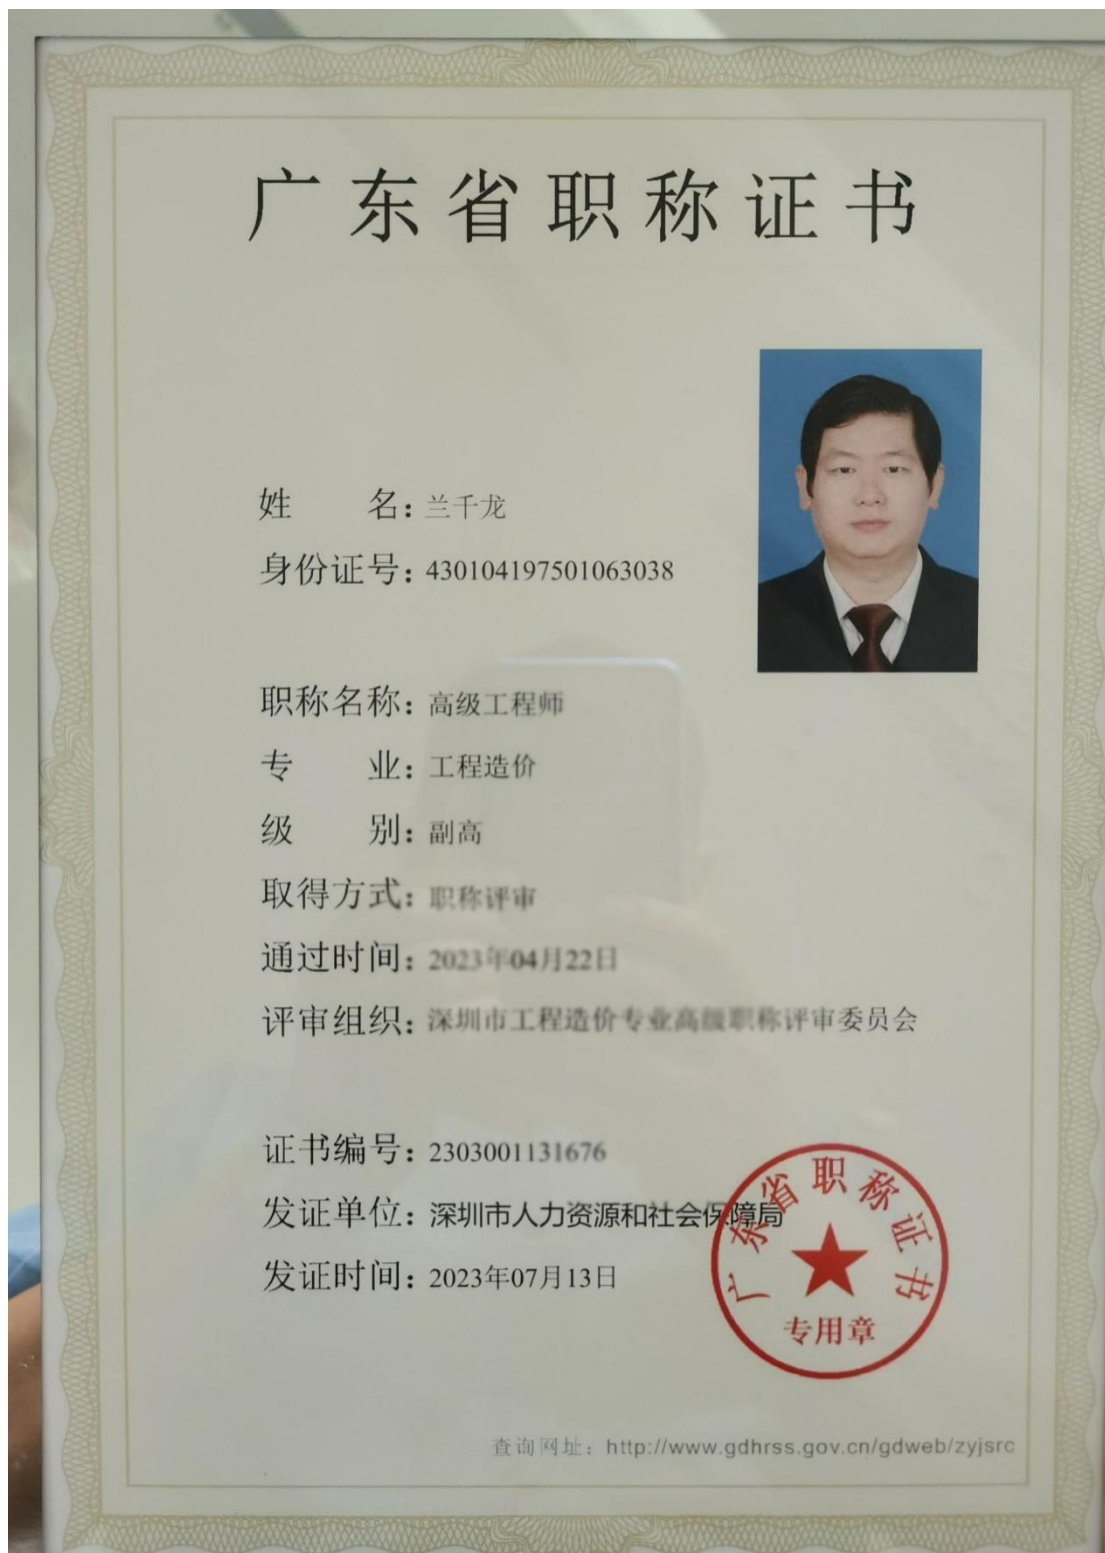 广东省职称证书
姓名：兰千龙
身份证号：430104197501063038
职称名称：高级工程师
专业：工程造价
级别：副高
取得方式：职称评审
通过时间：2023年04月22日
评审组织：深圳市工程造价专业高级职称评审委员会
证书编号：2303001131676
发证单位：深圳市人力资源和社会保障局
发证时间：2023年07月13日
广东省职称证书
专用章
查询网址：http://www.gdhrss.gov.cn/gdweb/zyjsrc